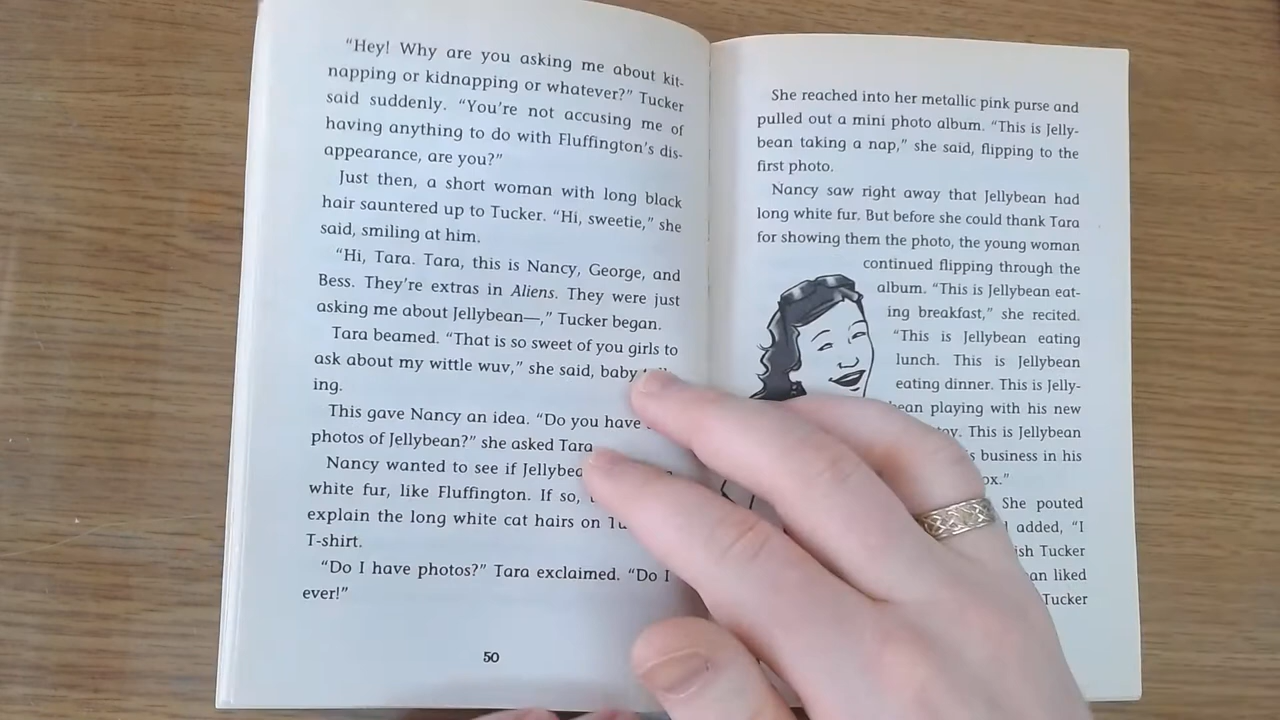 "Hey! Why are you asking me about kit-
napping or kidnapping or whatever?" Tucker
said suddenly. "You're not accusing me of
having anything to do with Fluffington's dis-
appearance, are you?"
Just then, a short woman with long black
hair sauntered up to Tucker. "Hi, sweetie," she
said, smiling at him.
"Hi, Tara. Tara, this is Nancy, George, and
Bess. They're extras in Aliens. They were just
asking me about Jellybean—," Tucker began.
Tara beamed. "That is so sweet of you girls to
ask about my wittle wuv," she said, baby
ing.
This gave Nancy an idea. "Do you have
photos of Jellybean?" she asked Tara
Nancy wanted to see if
white fur, like Fluffington. If so,
explain the long white cat hairs on
T-shirt.
"Do I have photos?" Tara exclaimed. "Do I
ever!"
50
She reached into her metallic pink purse and
pulled out a mini photo album. "This is Jelly-
bean taking a nap," she said, flipping to the
first photo.
Nancy saw right away that Jellybean had
long white fur. But before she could thank Tara
for showing them the photo, the young woman
continued flipping through the
album. "This is Jellybean eat-
ing breakfast," she recited.
"This is Jellybean eating
lunch. This is Jellybean
eating dinner. This is Jelly-
bean playing with his new
toy. This is Jellybean
business in his
She pouted
added, "I
Tucker
liked
Tucker